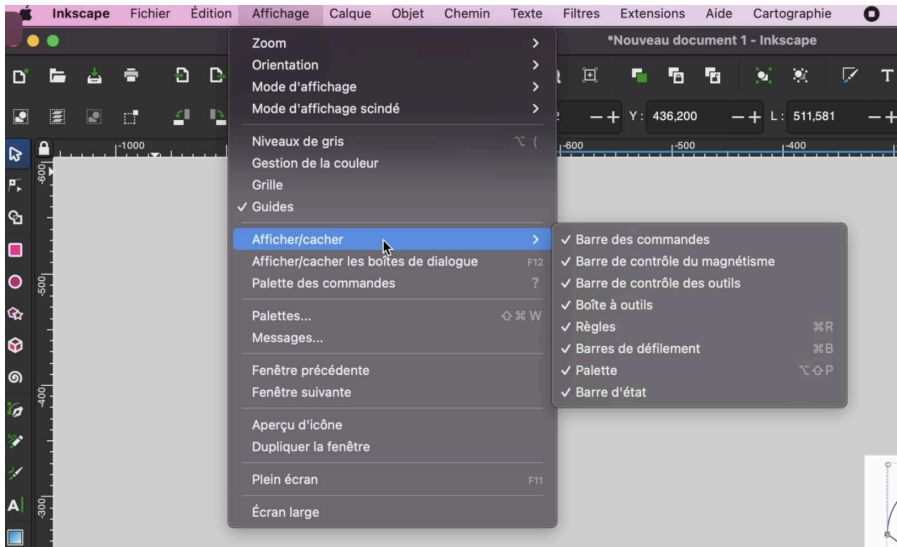 Inkscape Fichier Édition Affichage Calque Objet Chemin Texte Filtres Extensions Aide Cartographie
*Nouveau document 1 - Inkscape
Y : 436,200 L : 511,581
-1000 -600 -500 -400
-600
-500
-400
-300
Zoom
Orientation
Mode d'affichage
Mode d'affichage scindé
Niveaux de gris ⌥ (
Gestion de la couleur
Grille
✓ Guides
Afficher/cacher
Afficher/cacher les boîtes de dialogue F12
Palette des commandes ?
Palettes... ⇧⌘W
Messages...
Fenêtre précédente
Fenêtre suivante
Aperçu d'icône
Dupliquer la fenêtre
Plein écran F11
Écran large
✓ Barre des commandes
✓ Barre de contrôle du magnétisme
✓ Barre de contrôle des outils
✓ Boîte à outils
✓ Règles ⌘R
✓ Barres de défilement ⌘B
✓ Palette ⌥⇧P
✓ Barre d'état